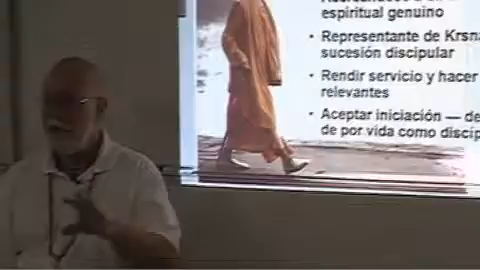 espiritual genuino
• Representante de Krsna
sucesión discipular
• Rendir servicio y hacer
relevantes
• Aceptar iniciación — de
de por vida como discíp